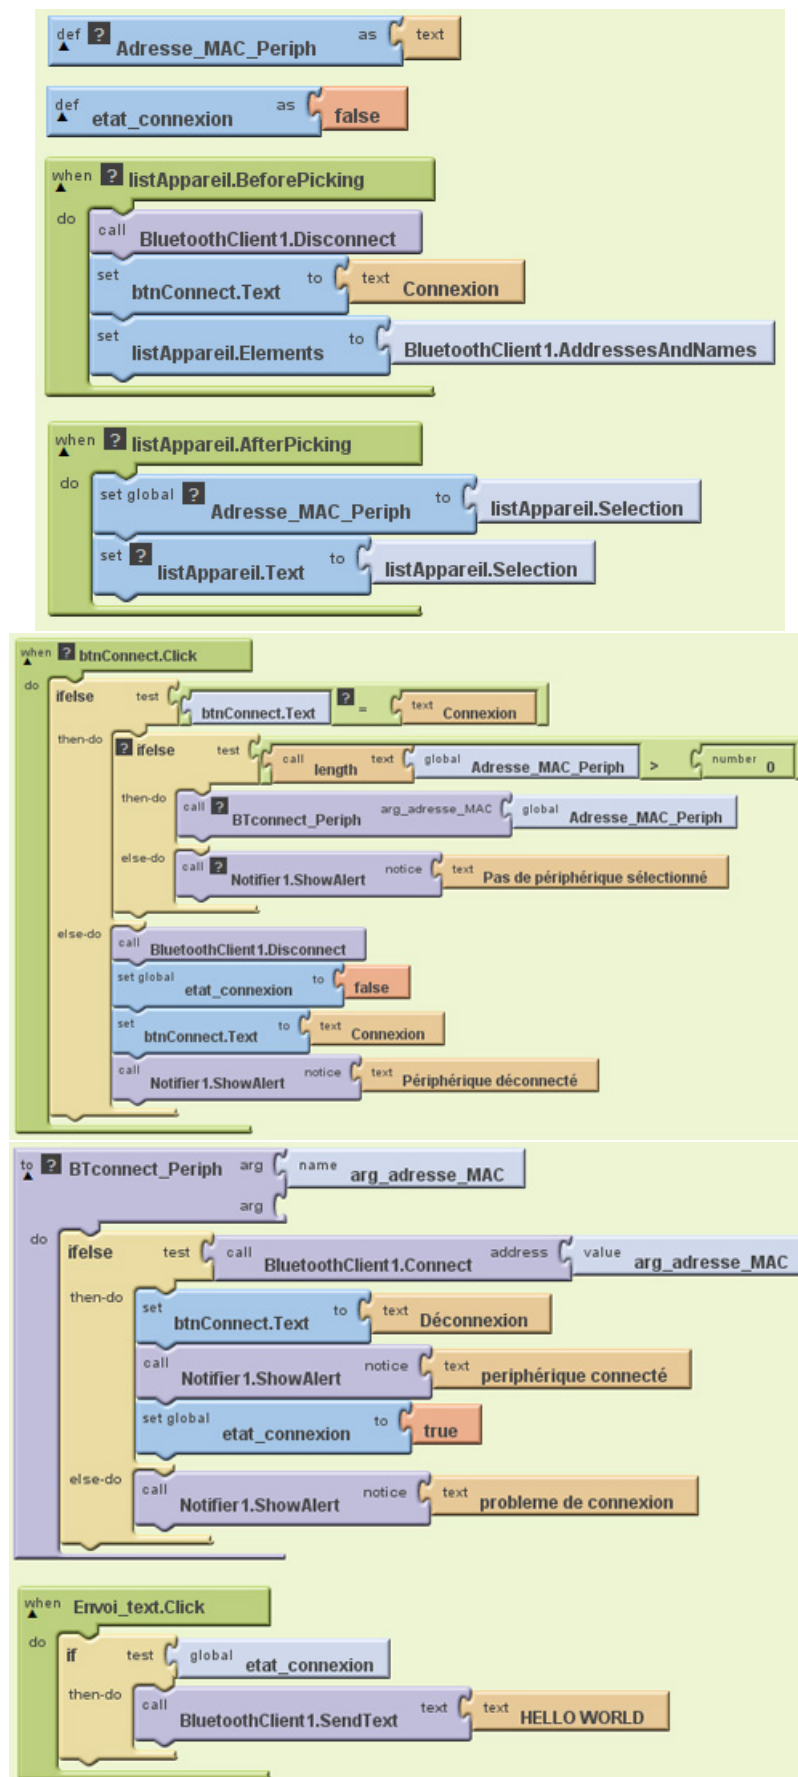 def ? Adresse_MAC_Periph as text
def etat_connexion as false
when ? listAppareil.BeforePicking
do call BluetoothClient1.Disconnect
set btnConnect.Text to text Connexion
set listAppareil.Elements to BluetoothClient1.AddressesAndNames
when ? listAppareil.AfterPicking
do set global ? Adresse_MAC_Periph to listAppareil.Selection
set ? listAppareil.Text to listAppareil.Selection
when ? btnConnect.Click
do ifelse test btnConnect.Text ? = text Connexion
then-do ? ifelse test call length text global Adresse_MAC_Periph > number 0
then-do call ? BTconnect_Periph arg_adresse_MAC global Adresse_MAC_Periph
else-do call ? Notifier1.ShowAlert notice text Pas de périphérique sélectionné
else-do call BluetoothClient1.Disconnect
set global etat_connexion to false
set btnConnect.Text to text Connexion
call Notifier1.ShowAlert notice text Périphérique déconnecté
to ? BTconnect_Periph arg name arg_adresse_MAC
arg
do ifelse test call BluetoothClient1.Connect address value arg_adresse_MAC
then-do set btnConnect.Text to text Déconnexion
call Notifier1.ShowAlert notice text periphérique connecté
set global etat_connexion to true
else-do call Notifier1.ShowAlert notice text probleme de connexion
when Envoi_text.Click
do if test global etat_connexion
then-do call BluetoothClient1.SendText text text HELLO WORLD